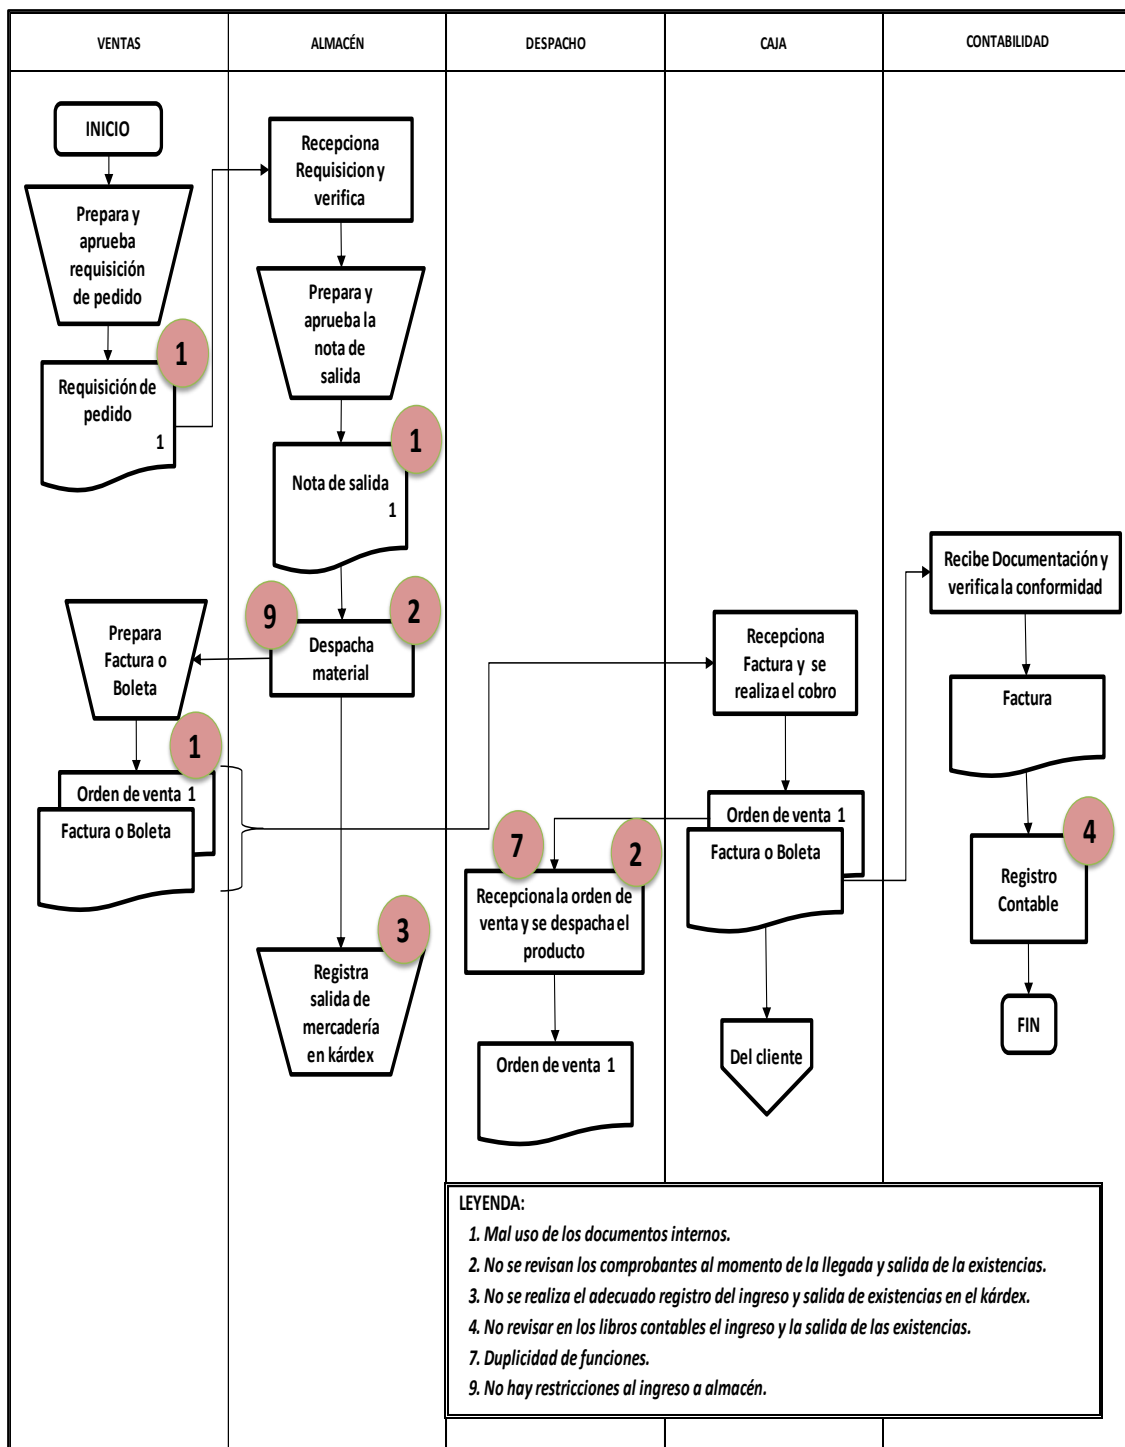 VENTAS
ALMACÉN
DESPACHO
CAJA
CONTABILIDAD
INICIO
Prepara y
aprueba
requisición
de pedido
1
Requisición de
pedido
1
Prepara
Factura o
Boleta
1
Orden de venta 1
Factura o Boleta
Recepciona
Requisicion y
verifica
Prepara y
aprueba la
nota de
salida
1
Nota de salida
1
9
2
Despacha
material
3
Registra
salida de
mercadería
en kárdex
7
2
Recepciona la orden de
venta y se despacha el
producto
Orden de venta 1
Recepciona
Factura y se
realiza el cobro
Orden de venta 1
Factura o Boleta
Del cliente
Recibe Documentación y
verifica la conformidad
Factura
4
Registro
Contable
FIN
LEYENDA:
1. Mal uso de los documentos internos.
2. No se revisan los comprobantes al momento de la llegada y salida de la existencias.
3. No se realiza el adecuado registro del ingreso y salida de existencias en el kárdex.
4. No revisar en los libros contables el ingreso y la salida de las existencias.
7. Duplicidad de funciones.
9. No hay restricciones al ingreso a almacén.